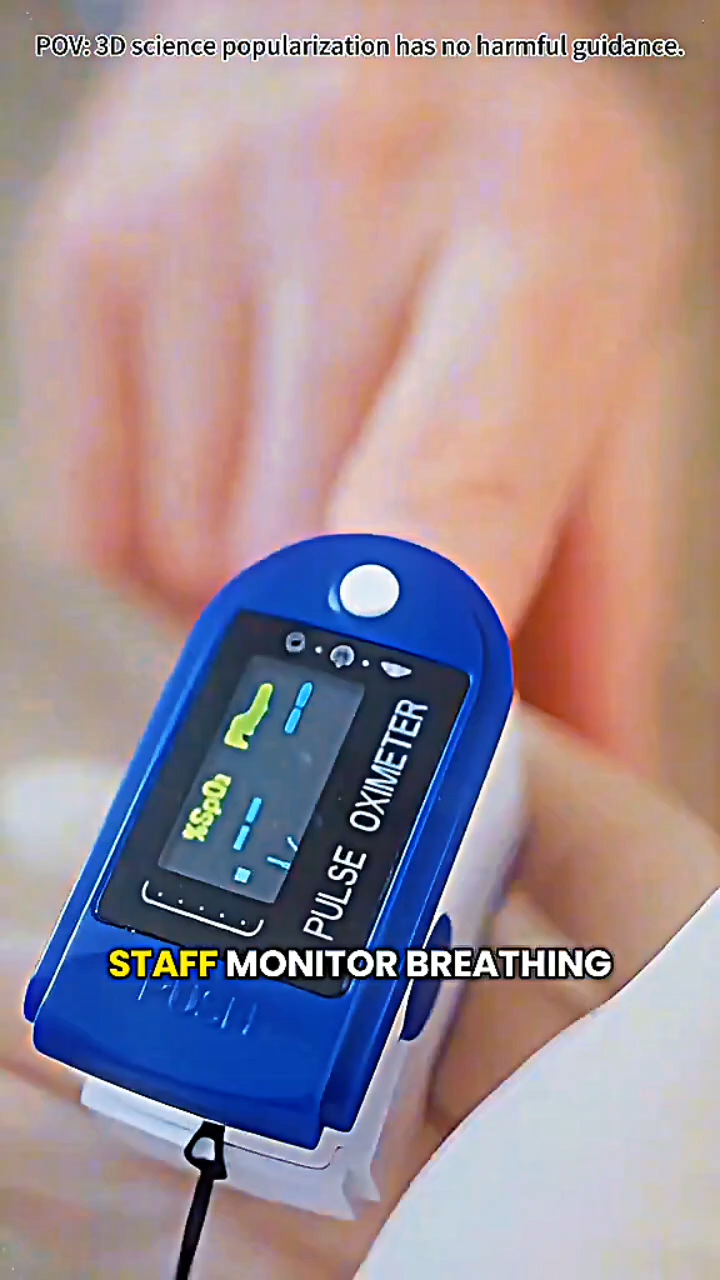 POV: 3D science popularization has no harmful guidance.
%SpO₂
PULSE OXIMETER
STAFF MONITOR BREATHING